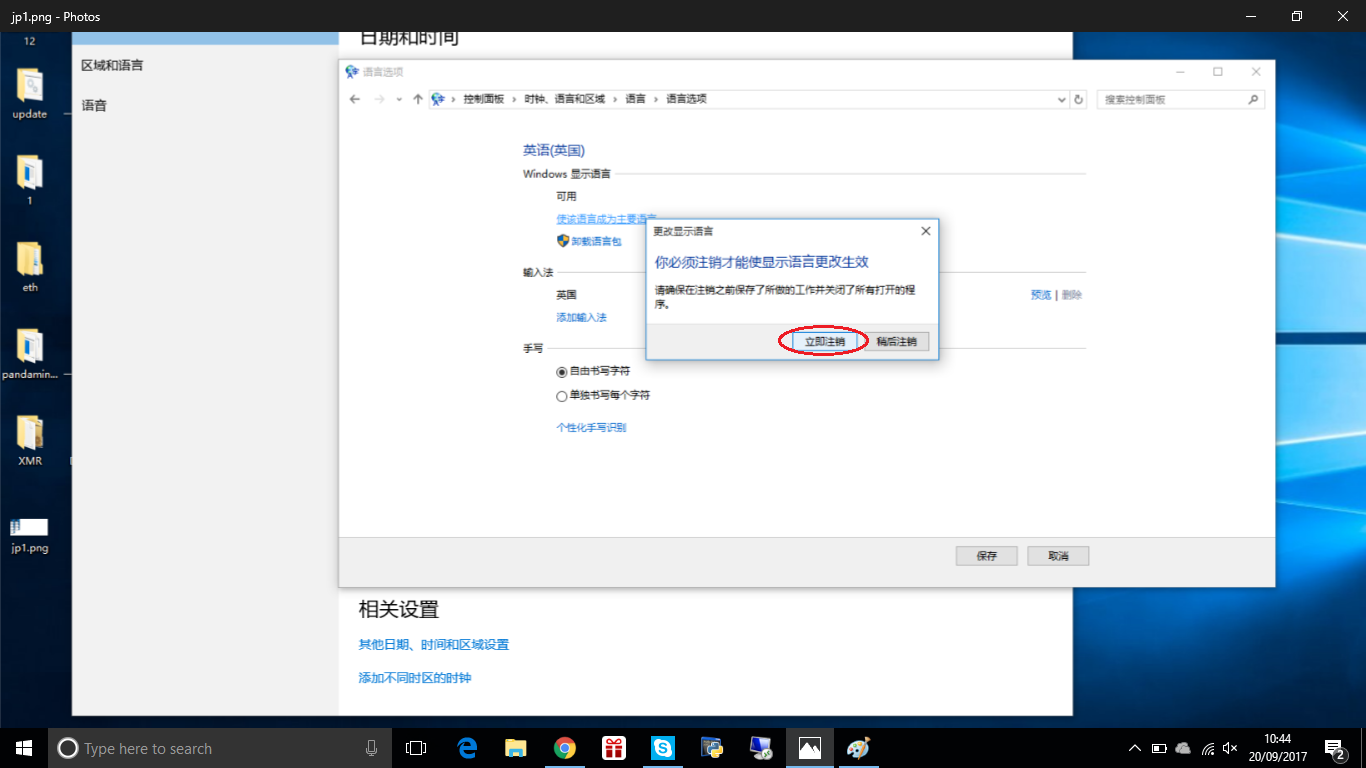 jp1.png - Photos
12
update
1
eth
pandamin...
XMR
jp1.png
区域和语言
语音
日期和时间
语言选项
控制面板 › 时钟、语言和区域 › 语言 › 语言选项
搜索控制面板
英语(英国)
Windows 显示语言
可用
使该语言成为主要语言
卸载语言包
输入法
英国
预览 | 删除
添加输入法
手写
自由书写字符
单独书写每个字符
个性化手写识别
更改显示语言
你必须注销才能使显示语言更改生效
请确保在注销之前保存了所做的工作并关闭了所有打开的程
序。
立即注销
稍后注销
保存
取消
相关设置
其他日期、时间和区域设置
添加不同时区的时钟
Type here to search
10:44
20/09/2017
2